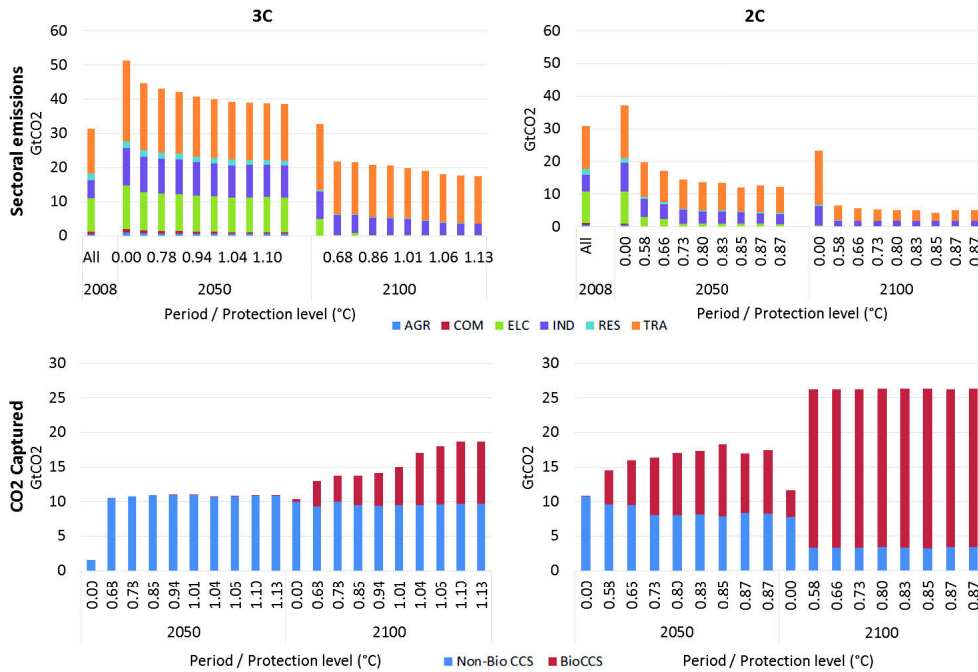 3C
2C
Sectoral emissions
GtCO2
60
50
40
30
20
10
0
All
0.00 0.78 0.94 1.04 1.10
0.68 0.86 1.01 1.06 1.13
2008
2050
2100
Period / Protection level (°C)
GtCO2
60
50
40
30
20
10
0
All
0.00 0.58 0.66 0.73 0.80 0.83 0.85 0.87 0.87
0.00 0.58 0.66 0.73 0.80 0.83 0.85 0.87 0.87
2008
2050
2100
Period / Protection level (°C)
AGR COM ELC IND RES TRA
CO2 Captured
GtCO2
30
25
20
15
10
5
0
0.00 0.68 0.78 0.85 0.94 1.01 1.04 1.05 1.10 1.13
0.00 0.68 0.78 0.85 0.94 1.01 1.04 1.05 1.10 1.13
2050
2100
Period / Protection level (°C)
GtCO2
30
25
20
15
10
5
0
0.00 0.58 0.65 0.73 0.80 0.83 0.85 0.87 0.87
0.00 0.58 0.66 0.73 0.80 0.83 0.85 0.87 0.87
2050
2100
Period / Protection level (°C)
Non-Bio CCS BioCCS